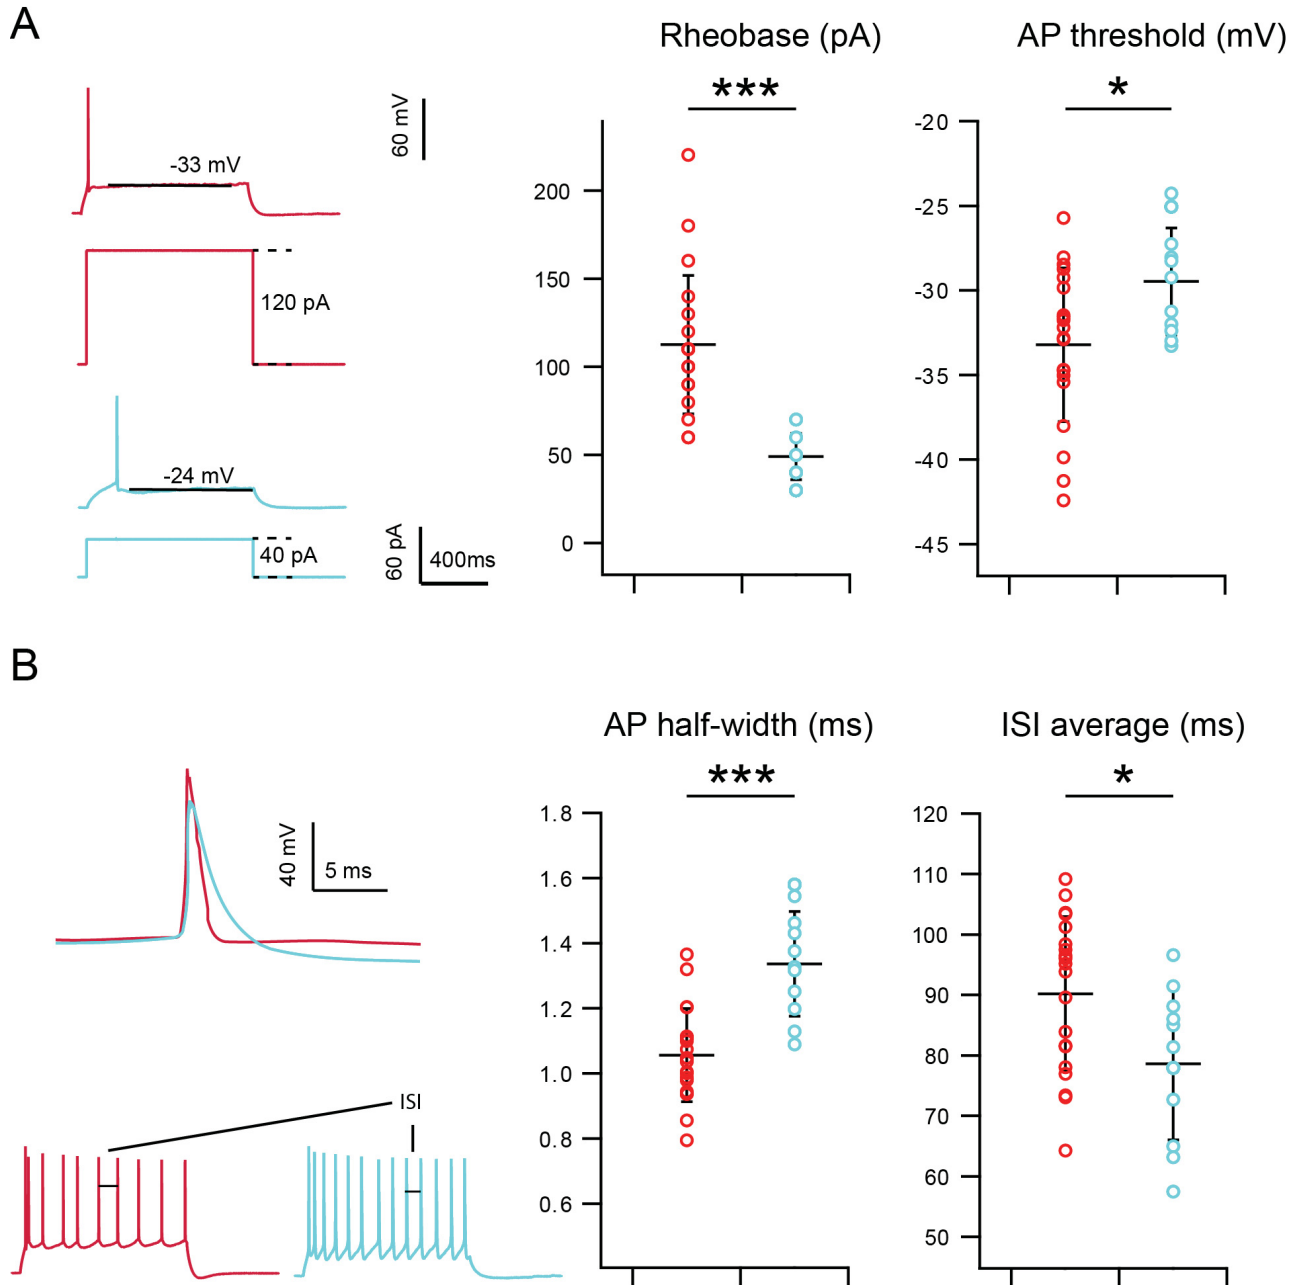 A
Rheobase (pA)
AP threshold (mV)
***
*
60 mV
-33 mV
120 pA
-24 mV
40 pA
60 pA
400ms
200
150
100
50
0
-20
-25
-30
-35
-40
-45
B
AP half-width (ms)
ISI average (ms)
***
*
40 mV
5 ms
ISI
1.8
1.6
1.4
1.2
1.0
0.8
0.6
120
110
100
90
80
70
60
50